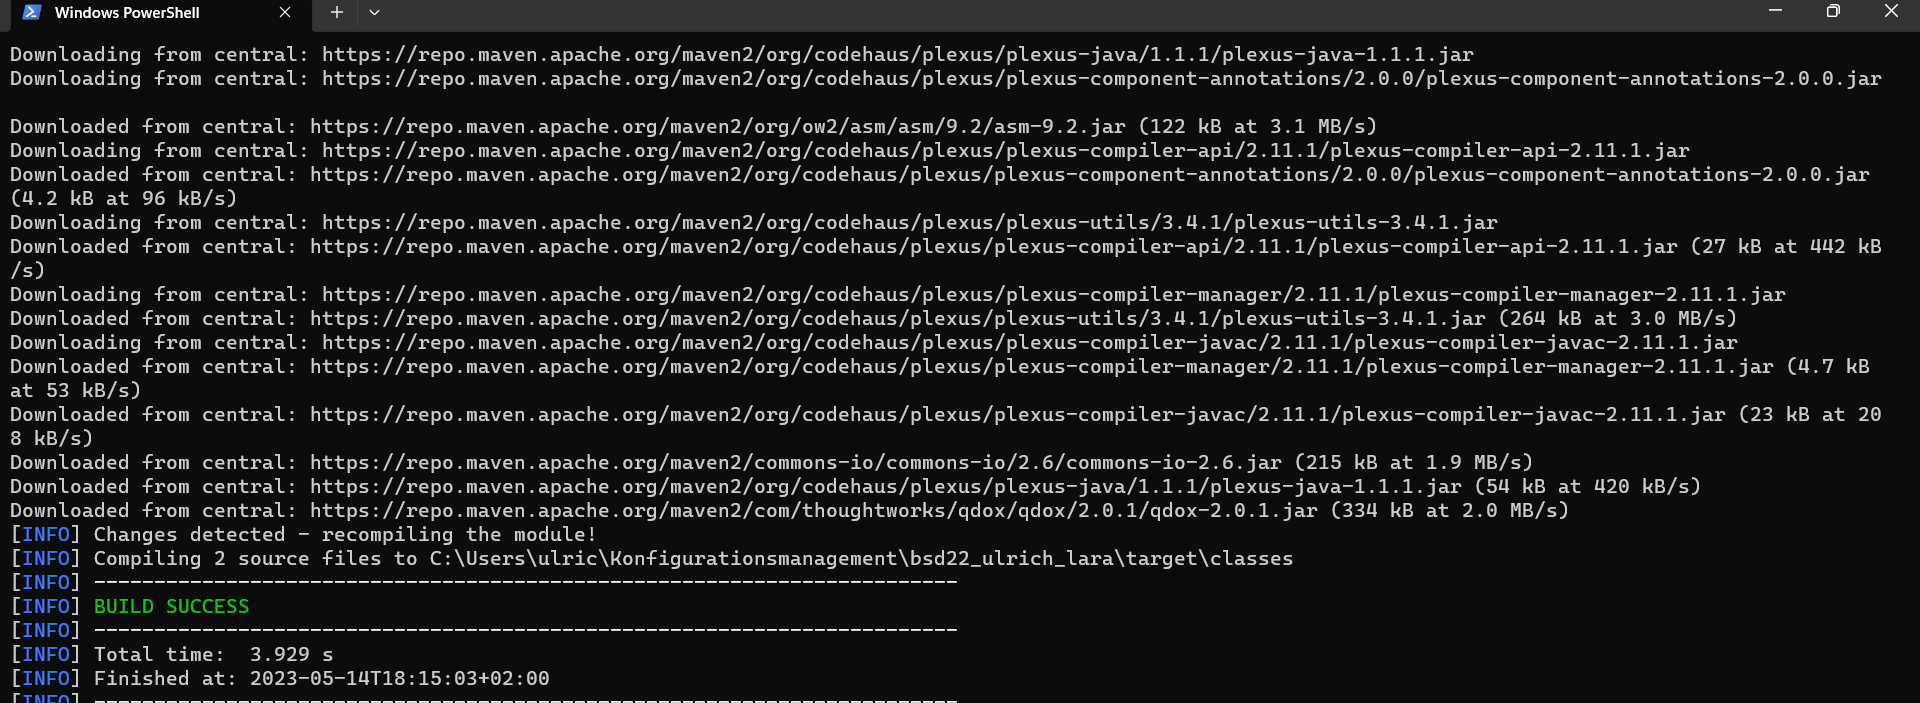 Windows PowerShell
Downloading from central: https://repo.maven.apache.org/maven2/org/codehaus/plexus/plexus-java/1.1.1/plexus-java-1.1.1.jar
Downloading from central: https://repo.maven.apache.org/maven2/org/codehaus/plexus/plexus-component-annotations/2.0.0/plexus-component-annotations-2.0.0.jar
Downloaded from central: https://repo.maven.apache.org/maven2/org/ow2/asm/asm/9.2/asm-9.2.jar (122 kB at 3.1 MB/s)
Downloading from central: https://repo.maven.apache.org/maven2/org/codehaus/plexus/plexus-compiler-api/2.11.1/plexus-compiler-api-2.11.1.jar
Downloaded from central: https://repo.maven.apache.org/maven2/org/codehaus/plexus/plexus-component-annotations/2.0.0/plexus-component-annotations-2.0.0.jar
(4.2 kB at 96 kB/s)
Downloading from central: https://repo.maven.apache.org/maven2/org/codehaus/plexus/plexus-utils/3.4.1/plexus-utils-3.4.1.jar
Downloaded from central: https://repo.maven.apache.org/maven2/org/codehaus/plexus/plexus-compiler-api/2.11.1/plexus-compiler-api-2.11.1.jar (27 kB at 442 kB
/s)
Downloading from central: https://repo.maven.apache.org/maven2/org/codehaus/plexus/plexus-compiler-manager/2.11.1/plexus-compiler-manager-2.11.1.jar
Downloaded from central: https://repo.maven.apache.org/maven2/org/codehaus/plexus/plexus-utils/3.4.1/plexus-utils-3.4.1.jar (264 kB at 3.0 MB/s)
Downloading from central: https://repo.maven.apache.org/maven2/org/codehaus/plexus/plexus-compiler-javac/2.11.1/plexus-compiler-javac-2.11.1.jar
Downloaded from central: https://repo.maven.apache.org/maven2/org/codehaus/plexus/plexus-compiler-manager/2.11.1/plexus-compiler-manager-2.11.1.jar (4.7 kB
at 53 kB/s)
Downloaded from central: https://repo.maven.apache.org/maven2/org/codehaus/plexus/plexus-compiler-javac/2.11.1/plexus-compiler-javac-2.11.1.jar (23 kB at 20
8 kB/s)
Downloaded from central: https://repo.maven.apache.org/maven2/commons-io/commons-io/2.6/commons-io-2.6.jar (215 kB at 1.9 MB/s)
Downloaded from central: https://repo.maven.apache.org/maven2/org/codehaus/plexus/plexus-java/1.1.1/plexus-java-1.1.1.jar (54 kB at 420 kB/s)
Downloaded from central: https://repo.maven.apache.org/maven2/com/thoughtworks/qdox/qdox/2.0.1/qdox-2.0.1.jar (334 kB at 2.0 MB/s)
[INFO] Changes detected - recompiling the module!
[INFO] Compiling 2 source files to C:\Users\ulric\Konfigurationsmanagement\bsd22_ulrich_lara\target\classes
[INFO] ------------------------------------------------------------------------
[INFO] BUILD SUCCESS
[INFO] ------------------------------------------------------------------------
[INFO] Total time:  3.929 s
[INFO] Finished at: 2023-05-14T18:15:03+02:00
[INFO] ------------------------------------------------------------------------